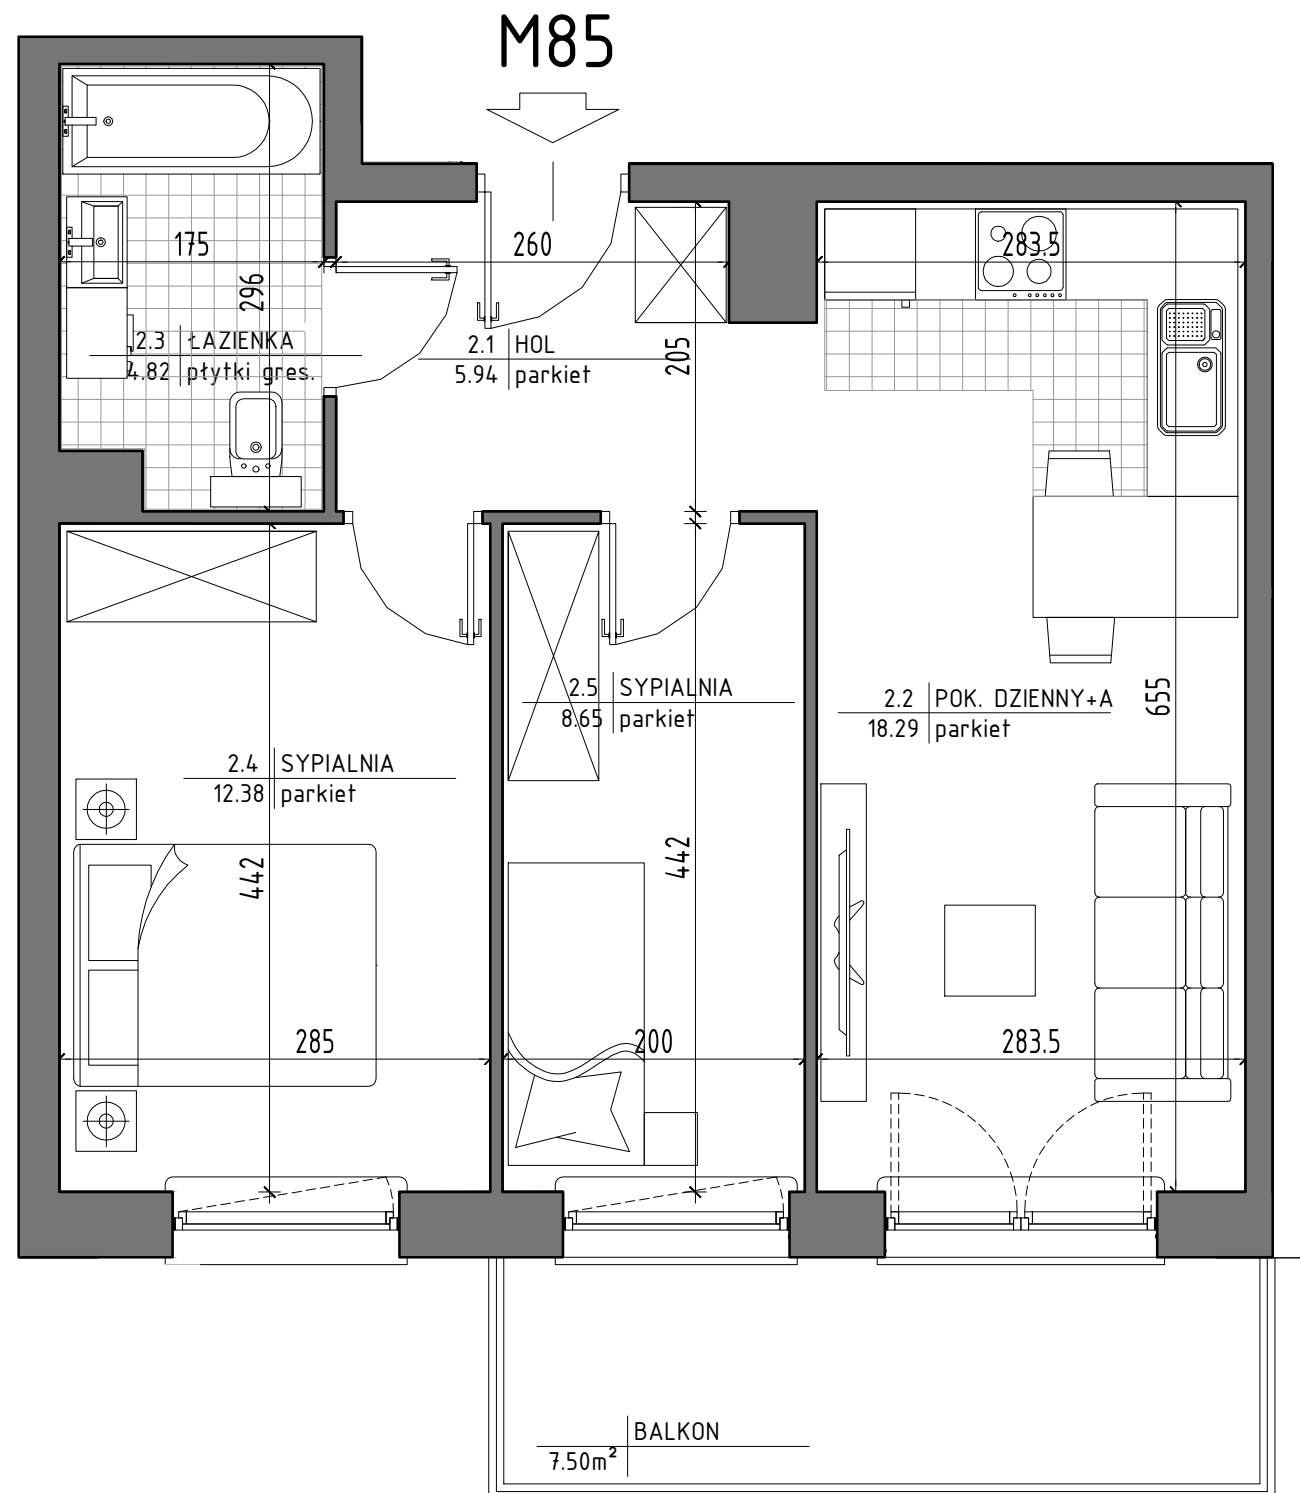 M85
175
260
283.5
296
2.3 ŁAZIENKA
4.82 płytki gres.
2.1 HOL
5.94 parkiet
205
2.5 SYPIALNIA
8.65 parkiet
2.2 POK. DZIENNY+A
18.29 parkiet
655
2.4 SYPIALNIA
12.38 parkiet
442
442
285
200
283.5
BALKON
7.50m²